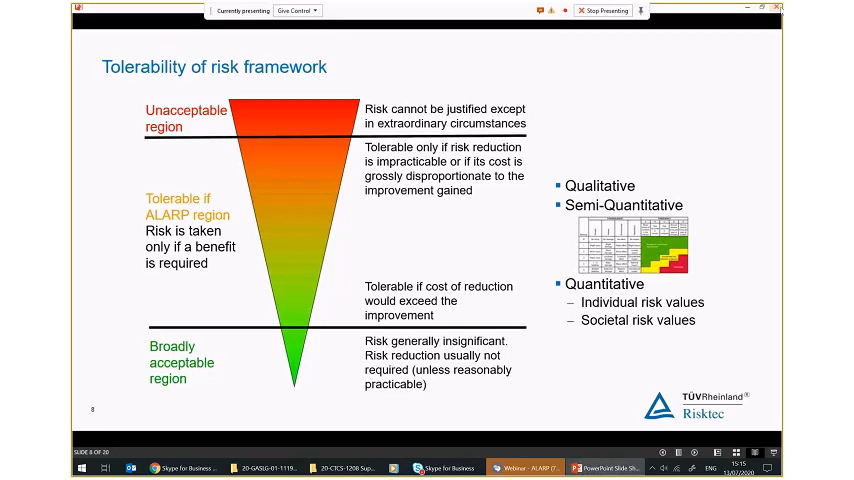 Currently presenting
Give Control
Stop Presenting
Tolerability of risk framework
Unacceptable
region
Risk cannot be justified except
in extraordinary circumstances
Tolerable only if risk reduction
is impracticable or if its cost is
grossly disproportionate to the
improvement gained
Tolerable if
ALARP region
Risk is taken
only if a benefit
is required
Tolerable if cost of reduction
would exceed the
improvement
Broadly
acceptable
region
Risk generally insignificant.
Risk reduction usually not
required (unless reasonably
practicable)
Qualitative
Semi-Quantitative
Quantitative
– Individual risk values
– Societal risk values
8
TÜVRheinland®
Risktec
SLIDE 8 OF 20
Skype for Business ...
20-GASLG-01-1119...
20-CTCS-1208 Sup...
Skype for Business
Webinar - ALARP (7...
PowerPoint Slide Sh...
ENG
15:15
13/07/2020